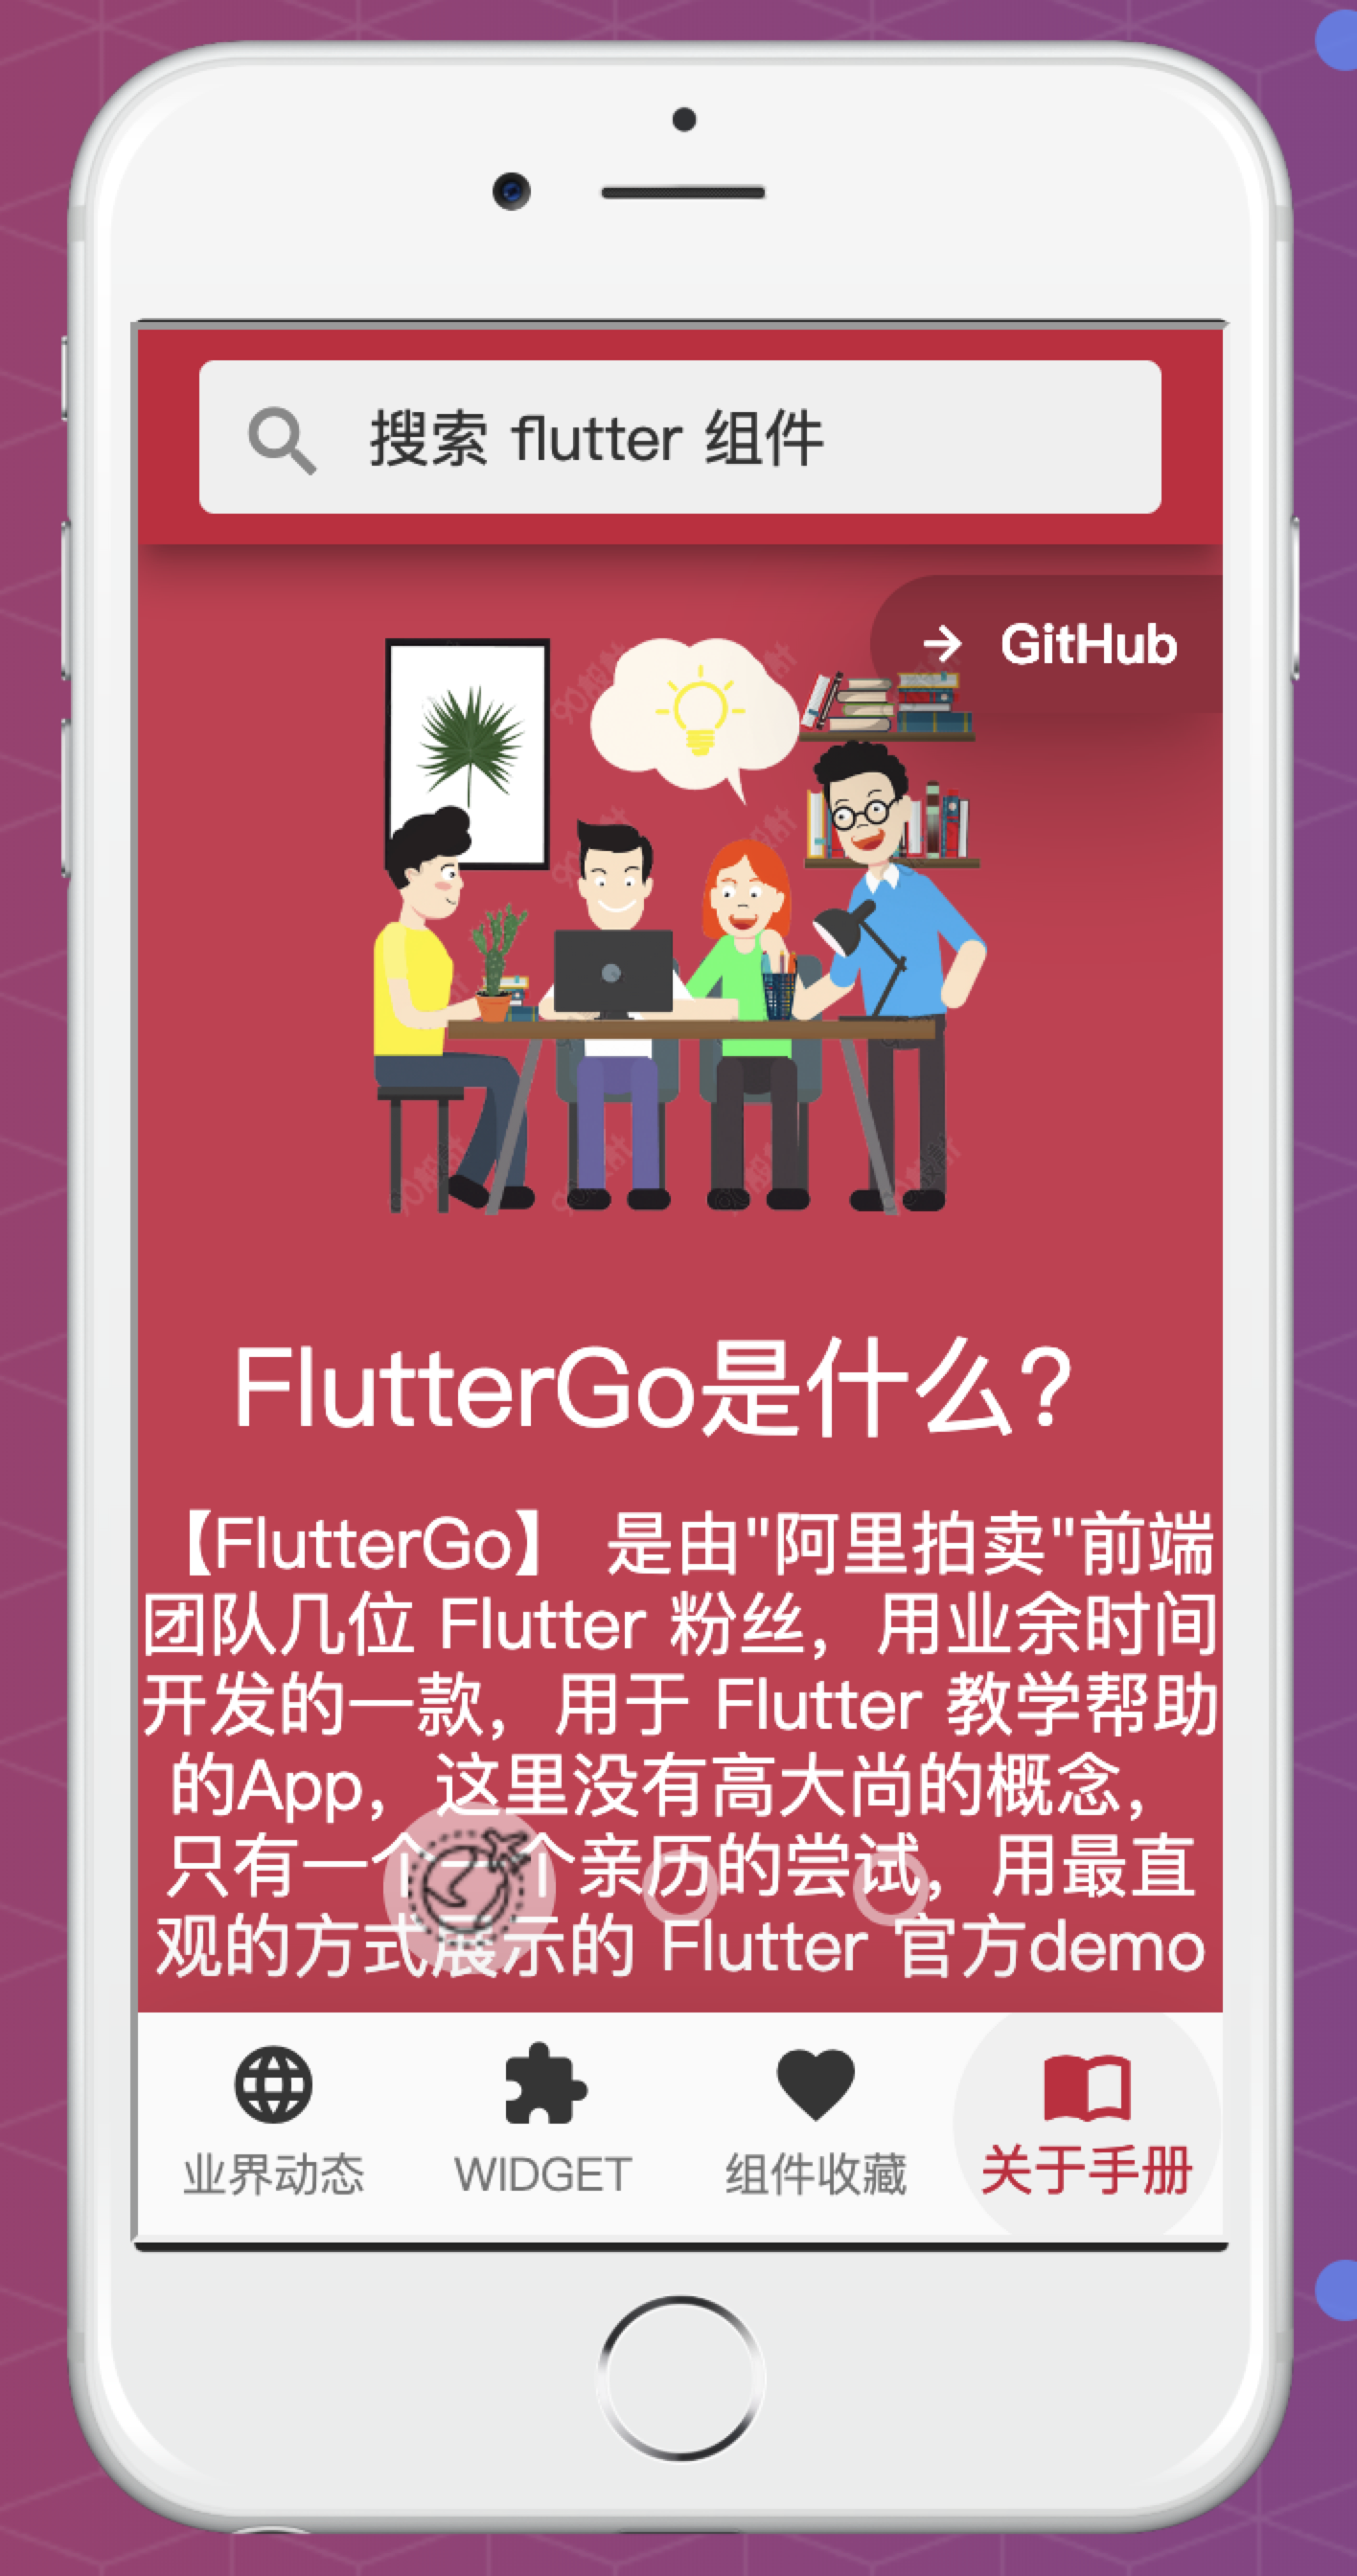 搜索 flutter 组件
GitHub
FlutterGo是什么?
【FlutterGo】 是由"阿里拍卖"前端
团队几位 Flutter 粉丝，用业余时间
开发的一款，用于 Flutter 教学帮助
的App，这里没有高大尚的概念，
只有一个一个亲历的尝试，用最直
观的方式展示的 Flutter 官方demo
业界动态
WIDGET
组件收藏
关于手册